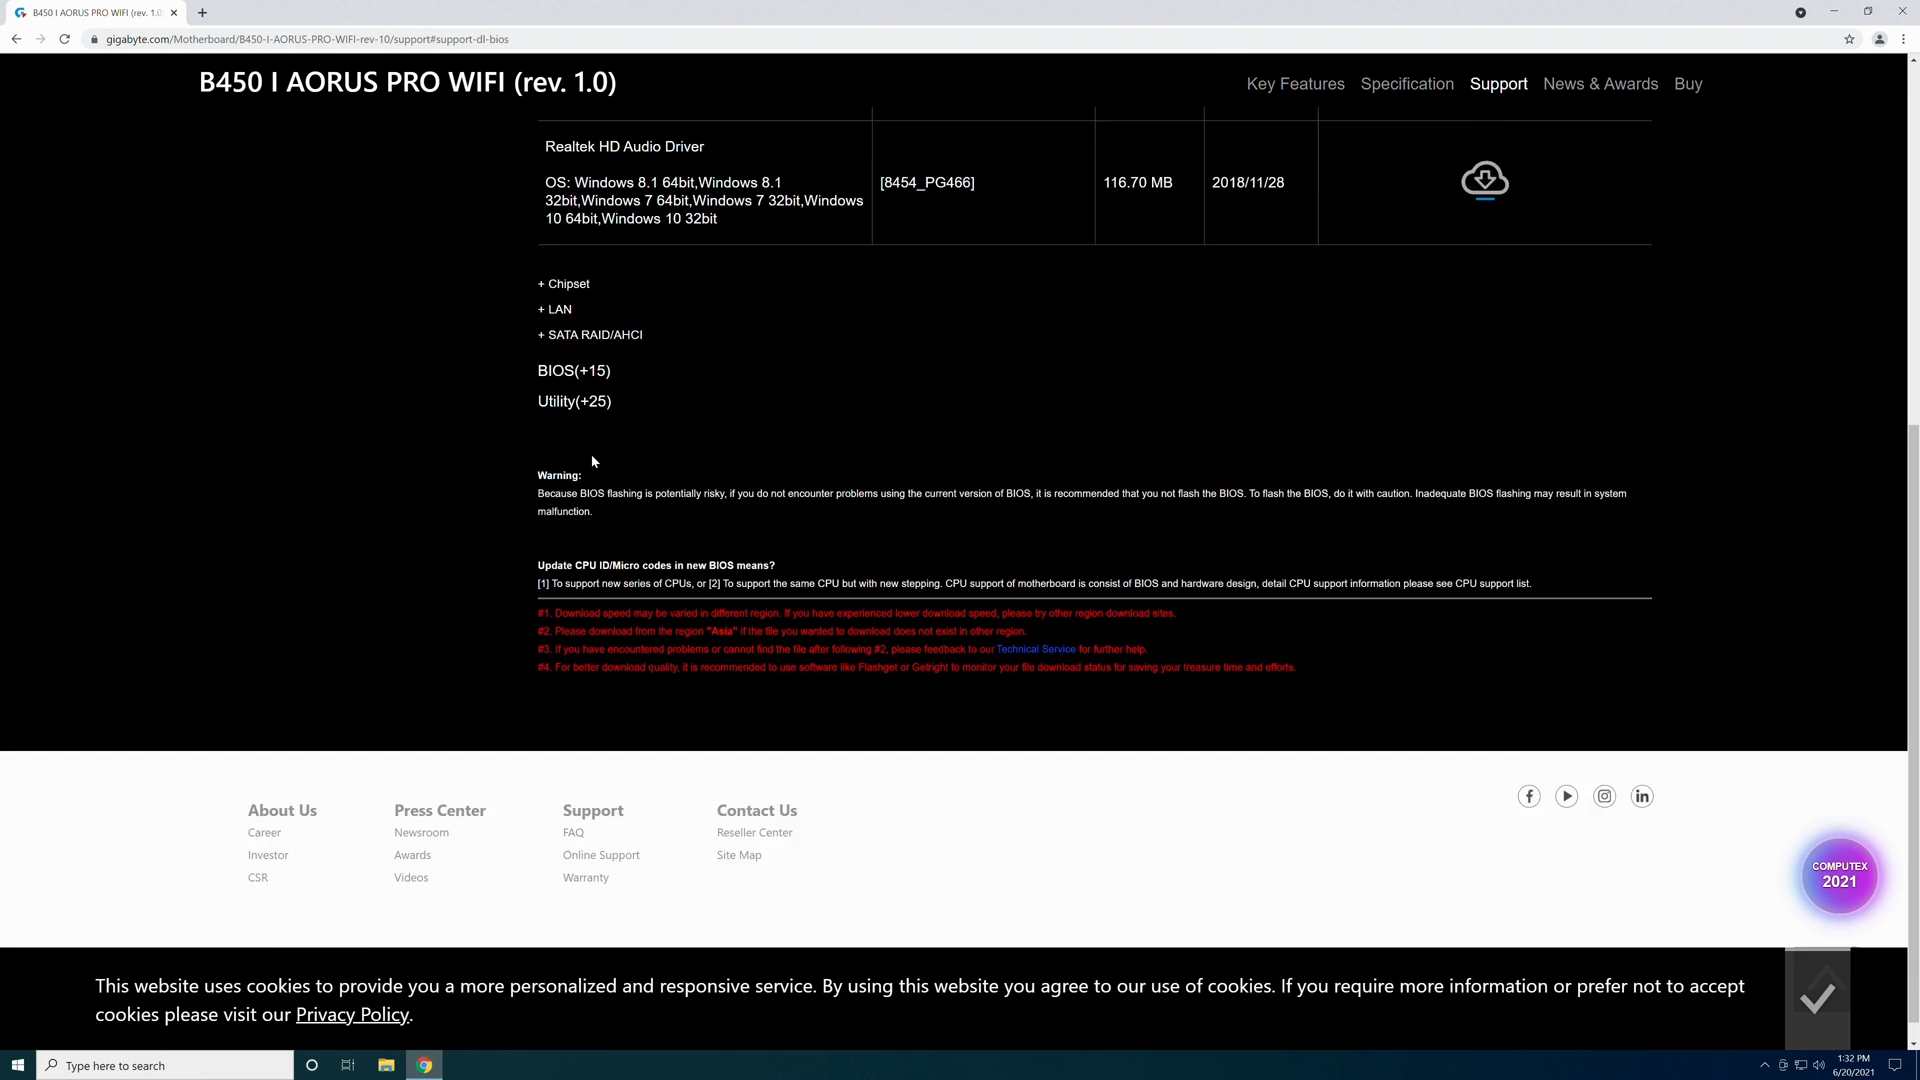 B450 I AORUS PRO WIFI (rev. 1.0
gigabyte.com/Motherboard/B450-I-AORUS-PRO-WIFI-rev-10/support#support-dl-bios
B450 I AORUS PRO WIFI (rev. 1.0)
Key Features
Specification
Support
News & Awards
Buy
Realtek HD Audio Driver
OS: Windows 8.1 64bit,Windows 8.1
32bit,Windows 7 64bit,Windows 7 32bit,Windows
10 64bit,Windows 10 32bit
[8454_PG466]
116.70 MB
2018/11/28
+ Chipset
+ LAN
+ SATA RAID/AHCI
BIOS(+15)
Utility(+25)
Warning:
Because BIOS flashing is potentially risky, if you do not encounter problems using the current version of BIOS, it is recommended that you not flash the BIOS. To flash the BIOS, do it with caution. Inadequate BIOS flashing may result in system
malfunction.
Update CPU ID/Micro codes in new BIOS means?
[1] To support new series of CPUs, or [2] To support the same CPU but with new stepping. CPU support of motherboard is consist of BIOS and hardware design, detail CPU support information please see CPU support list.
#1. Download speed may be varied in different region. If you have experienced lower download speed, please try other region download sites.
#2. Please download from the region "Asia" if the file you wanted to download does not exist in other region.
#3. If you have encountered problems or cannot find the file after following #2, please feedback to our Technical Service for further help.
#4. For better download quality, it is recommended to use software like Flashget or Getright to monitor your file download status for saving your treasure time and efforts.
About Us
Career
Investor
CSR
Press Center
Newsroom
Awards
Videos
Support
FAQ
Online Support
Warranty
Contact Us
Reseller Center
Site Map
COMPUTEX
2021
This website uses cookies to provide you a more personalized and responsive service. By using this website you agree to our use of cookies. If you require more information or prefer not to accept
cookies please visit our Privacy Policy.
Type here to search
1:32 PM
6/20/2021